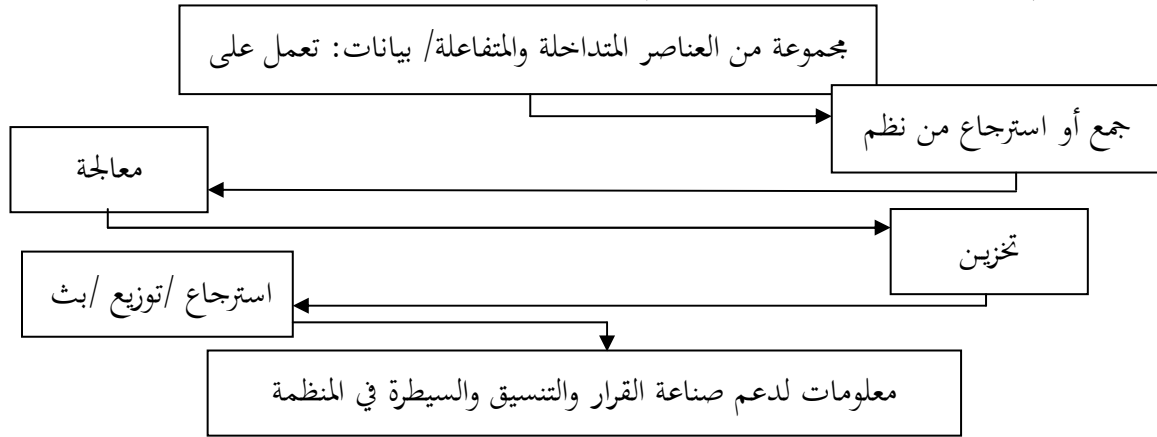 مجموعة من العناصر المتداخلة والمتفاعلة/ بيانات: تعمل على
جمع أو استرجاع من نظم
معالجة
تخزين
استرجاع /توزيع /بث
معلومات لدعم صناعة القرار والتنسيق والسيطرة في المنظمة